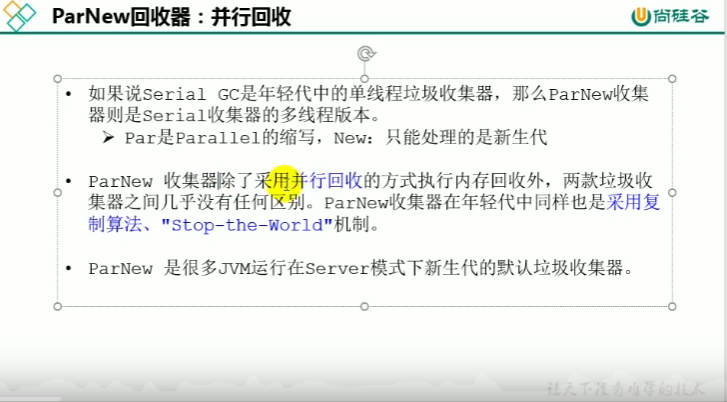 ParNew回收器：并行回收
尚硅谷
• 如果说Serial GC是年轻代中的单线程垃圾收集器，那么ParNew收集
器则是Serial收集器的多线程版本。
➢ Par是Parallel的缩写，New：只能处理的是新生代
• ParNew 收集器除了采用并行回收的方式执行内存回收外，两款垃圾收
集器之间几乎没有任何区别。ParNew收集器在年轻代中同样也是采用复
制算法、"Stop-the-World"机制。
• ParNew 是很多JVM运行在Server模式下新生代的默认垃圾收集器。
让天下没有难学的技术